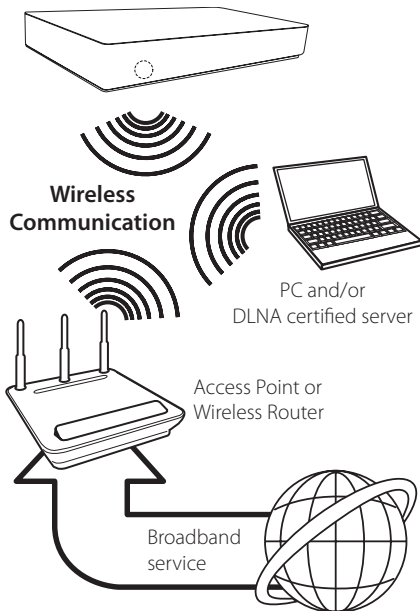 Wireless
Communication
PC and/or
DLNA certified server
Access Point or
Wireless Router
Broadband
service